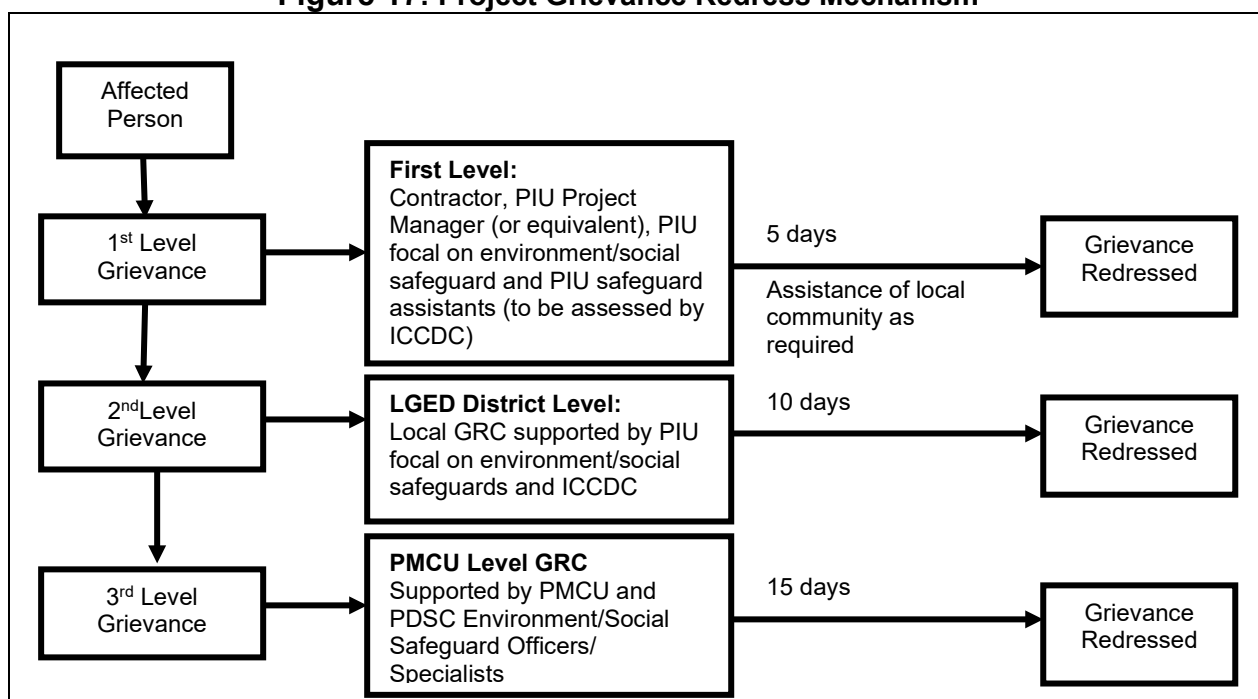 Figure 17: Project Grievance Redress Mechanism
Affected
Person
1st Level
Grievance
First Level:
Contractor, PIU Project
Manager (or equivalent), PIU
focal on environment/social
safeguard and PIU safeguard
assistants (to be assessed by
ICCDC)
5 days
Assistance of local
community as
required
Grievance
Redressed
2ndLevel
Grievance
LGED District Level:
Local GRC supported by PIU
focal on environment/social
safeguards and ICCDC
10 days
Grievance
Redressed
3rd Level
Grievance
PMCU Level GRC
Supported by PMCU and
PDSC Environment/Social
Safeguard Officers/
Specialists
15 days
Grievance
Redressed